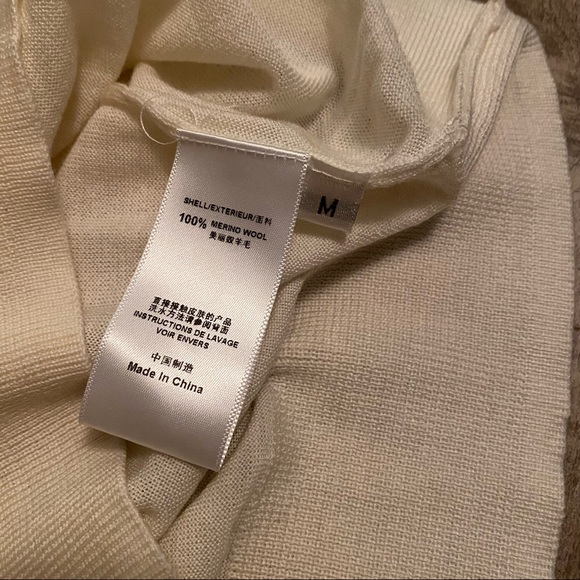 SHELL/EXTERIEUR/面料
100% MERINO WOOL
美丽奴羊毛
M
直接接触皮肤的产品
洗水方法请参阅背面
INSTRUCTIONS DE LAVAGE
VOIR ENVERS
中国制造
Made In China